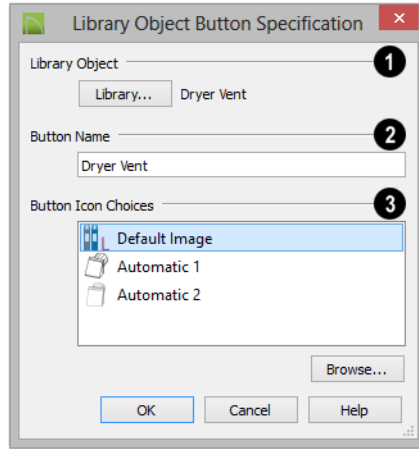 Library Object Button Specification ×
Library Object 1
Library... Dryer Vent
Button Name 2
Dryer Vent
Button Icon Choices 3
L Default Image
Automatic 1
Automatic 2
Browse...
OK Cancel Help